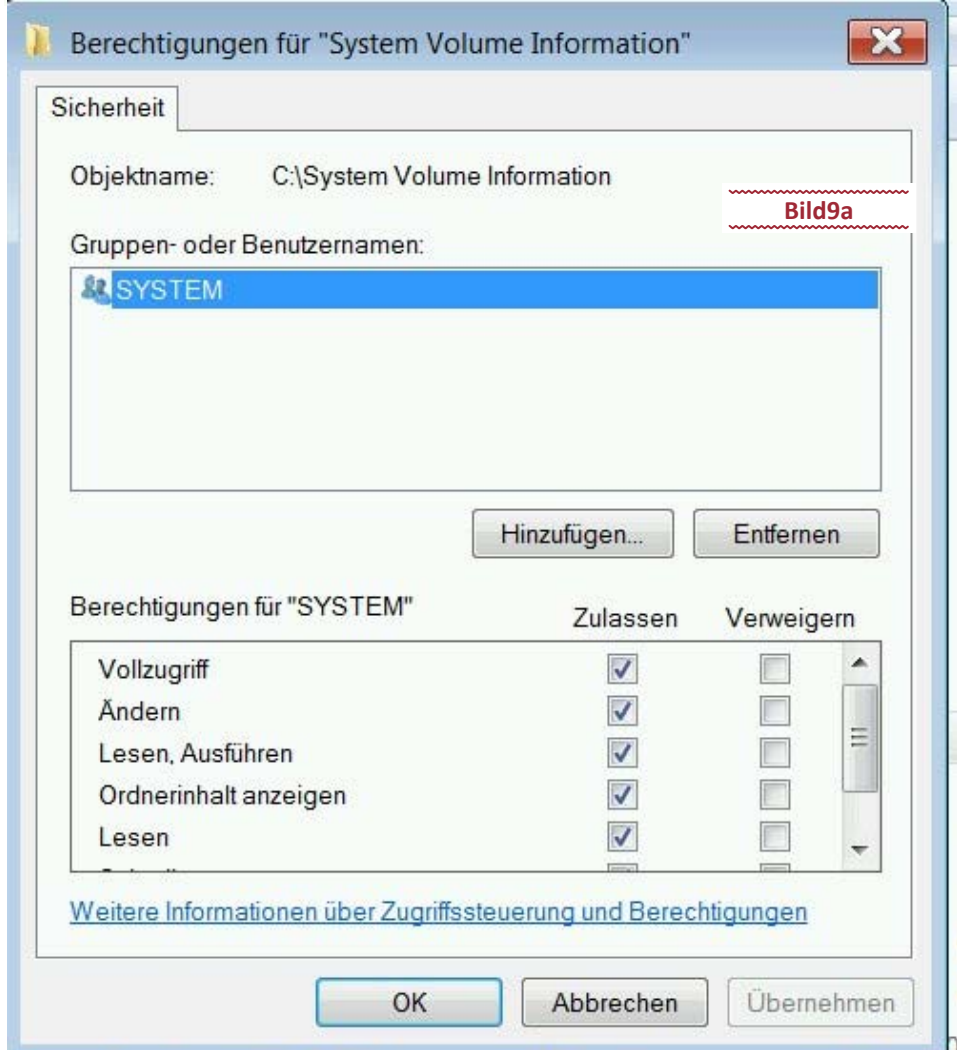 Berechtigungen für "System Volume Information"
Sicherheit
Objektname: C:\System Volume Information
Bild9a
Gruppen- oder Benutzernamen:
SYSTEM
Hinzufügen... Entfernen
Berechtigungen für "SYSTEM" Zulassen Verweigern
Vollzugriff
Ändern
Lesen, Ausführen
Ordnerinhalt anzeigen
Lesen
Weitere Informationen über Zugriffssteuerung und Berechtigungen
OK Abbrechen Übernehmen